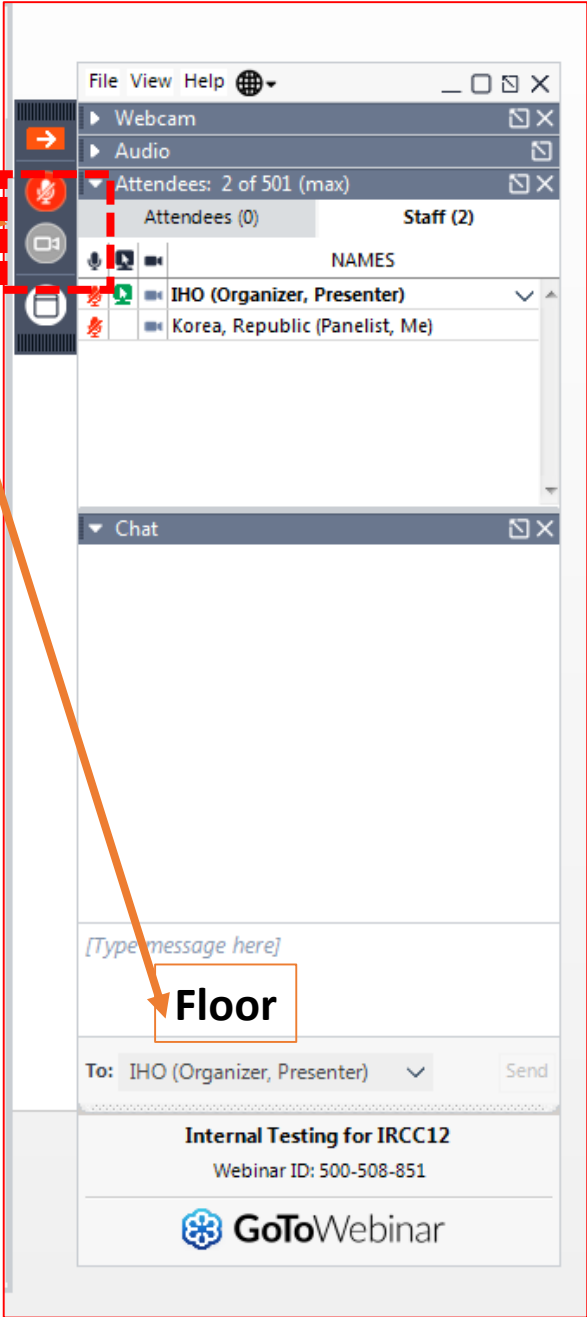 File View Help
Webcam
Audio
Attendees: 2 of 501 (max)
Attendees (0) Staff (2)
NAMES
IHO (Organizer, Presenter)
Korea, Republic (Panelist, Me)
Chat
[Type message here]
Floor
To: IHO (Organizer, Presenter) Send
Internal Testing for IRCC12
Webinar ID: 500-508-851
GoToWebinar